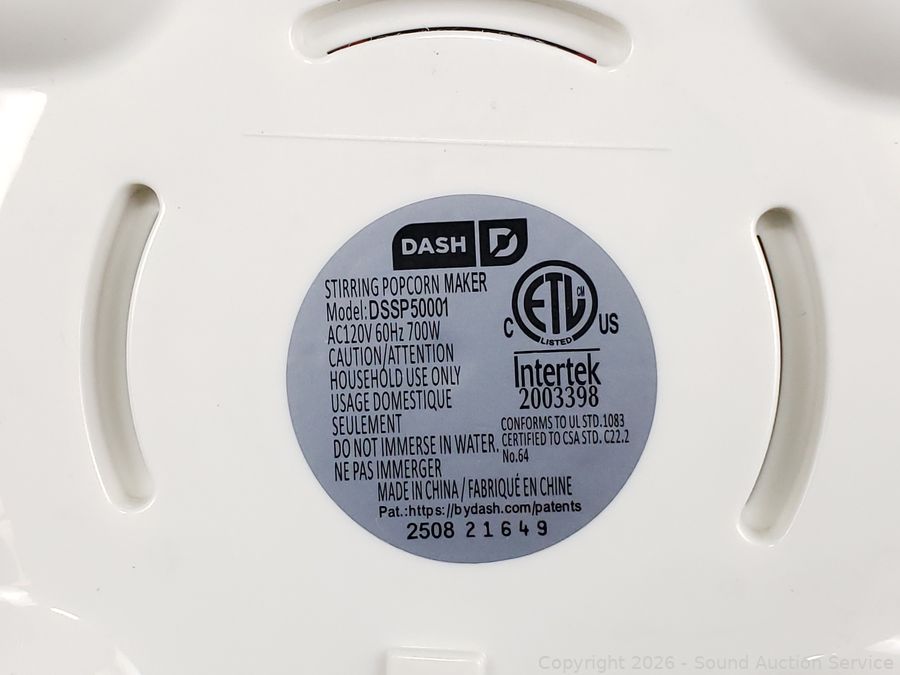 DASH D
STIRRING POPCORN MAKER
Model: DSSP50001
AC120V 60Hz 700W
CAUTION/ATTENTION
HOUSEHOLD USE ONLY
USAGE DOMESTIQUE
SEULEMENT
DO NOT IMMERSE IN WATER.
NE PAS IMMERGER
ETL CM
LISTED
C US
Intertek
2003398
CONFORMS TO UL STD.1083
CERTIFIED TO CSA STD. C22.2
No.64
MADE IN CHINA / FABRIQUÉ EN CHINE
Pat.:https://bydash.com/patents
2508 21649
Copyright 2026 - Sound Auction Service